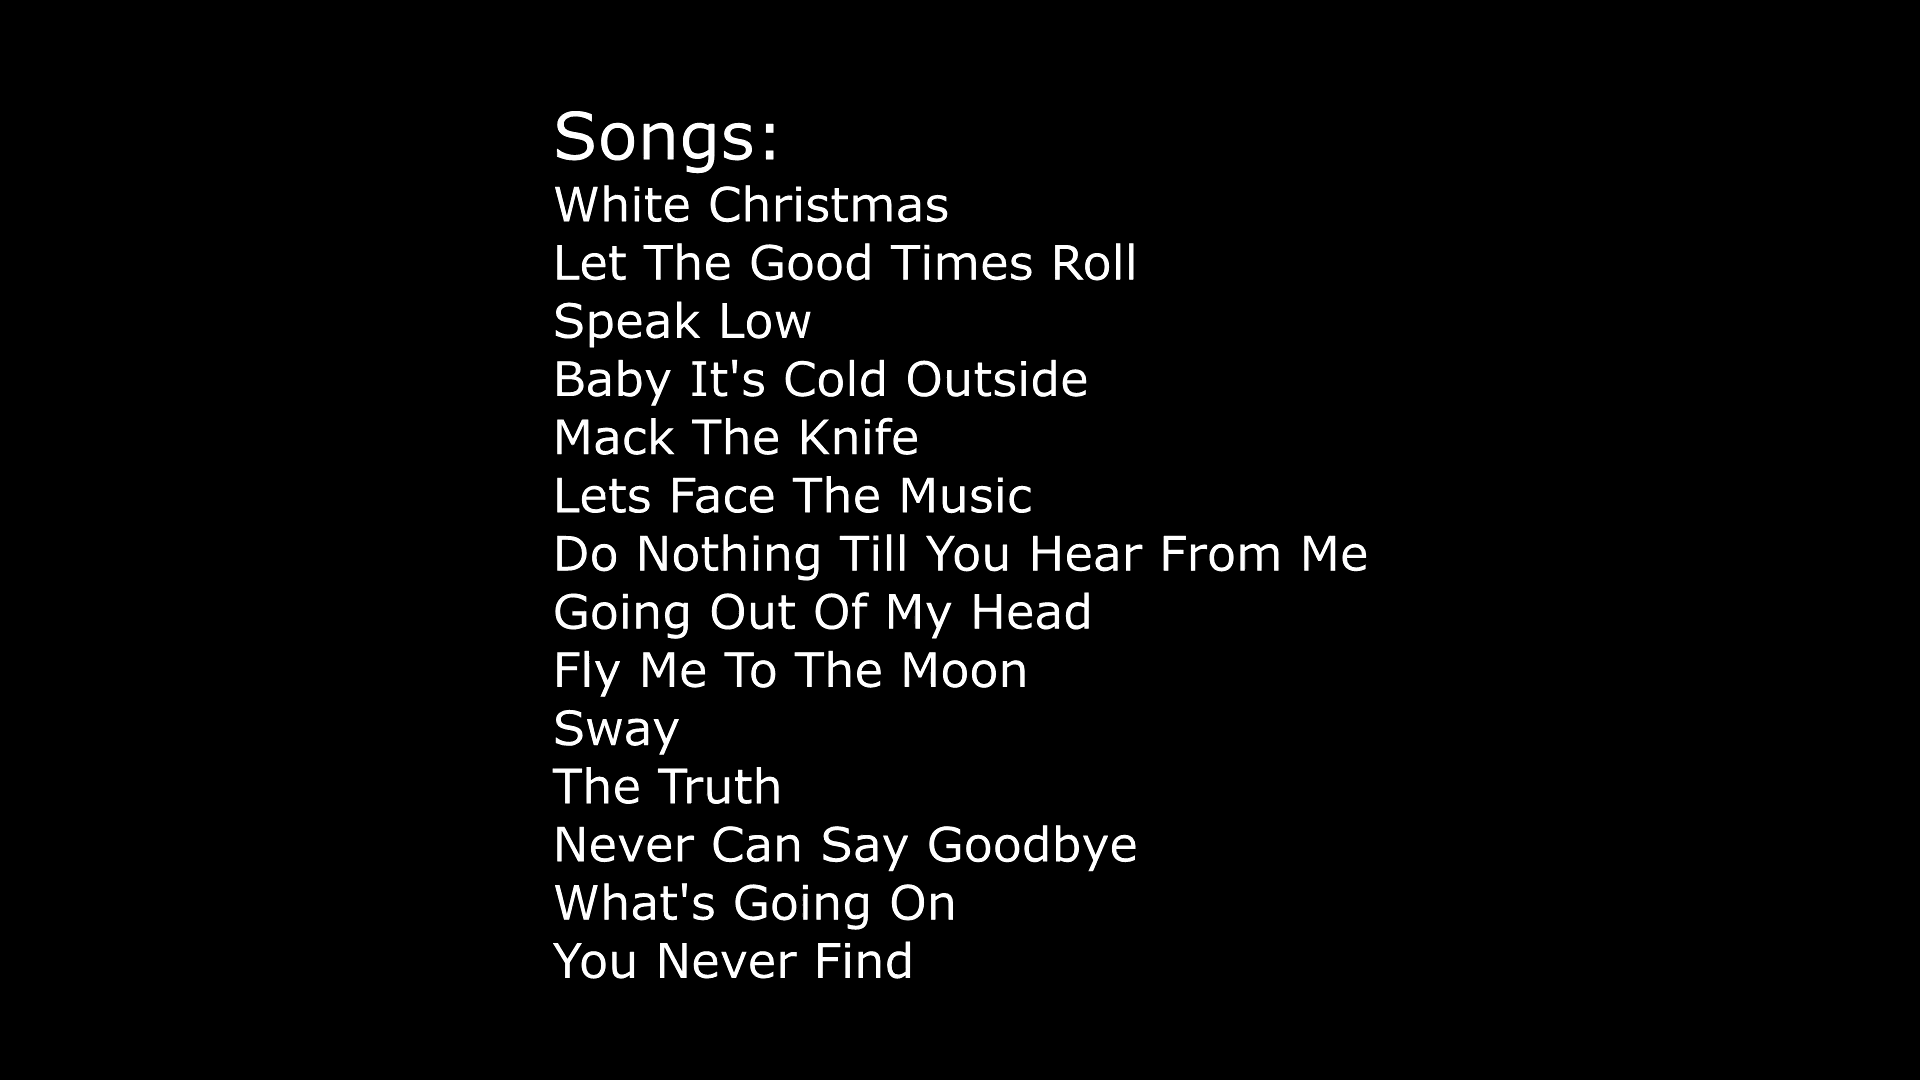 Songs:
White Christmas
Let The Good Times Roll
Speak Low
Baby It's Cold Outside
Mack The Knife
Lets Face The Music
Do Nothing Till You Hear From Me
Going Out Of My Head
Fly Me To The Moon
Sway
The Truth
Never Can Say Goodbye
What's Going On
You Never Find